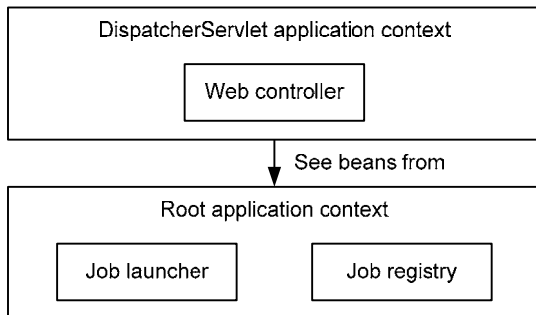 DispatcherServlet application context
Web controller
See beans from
Root application context
Job launcher
Job registry